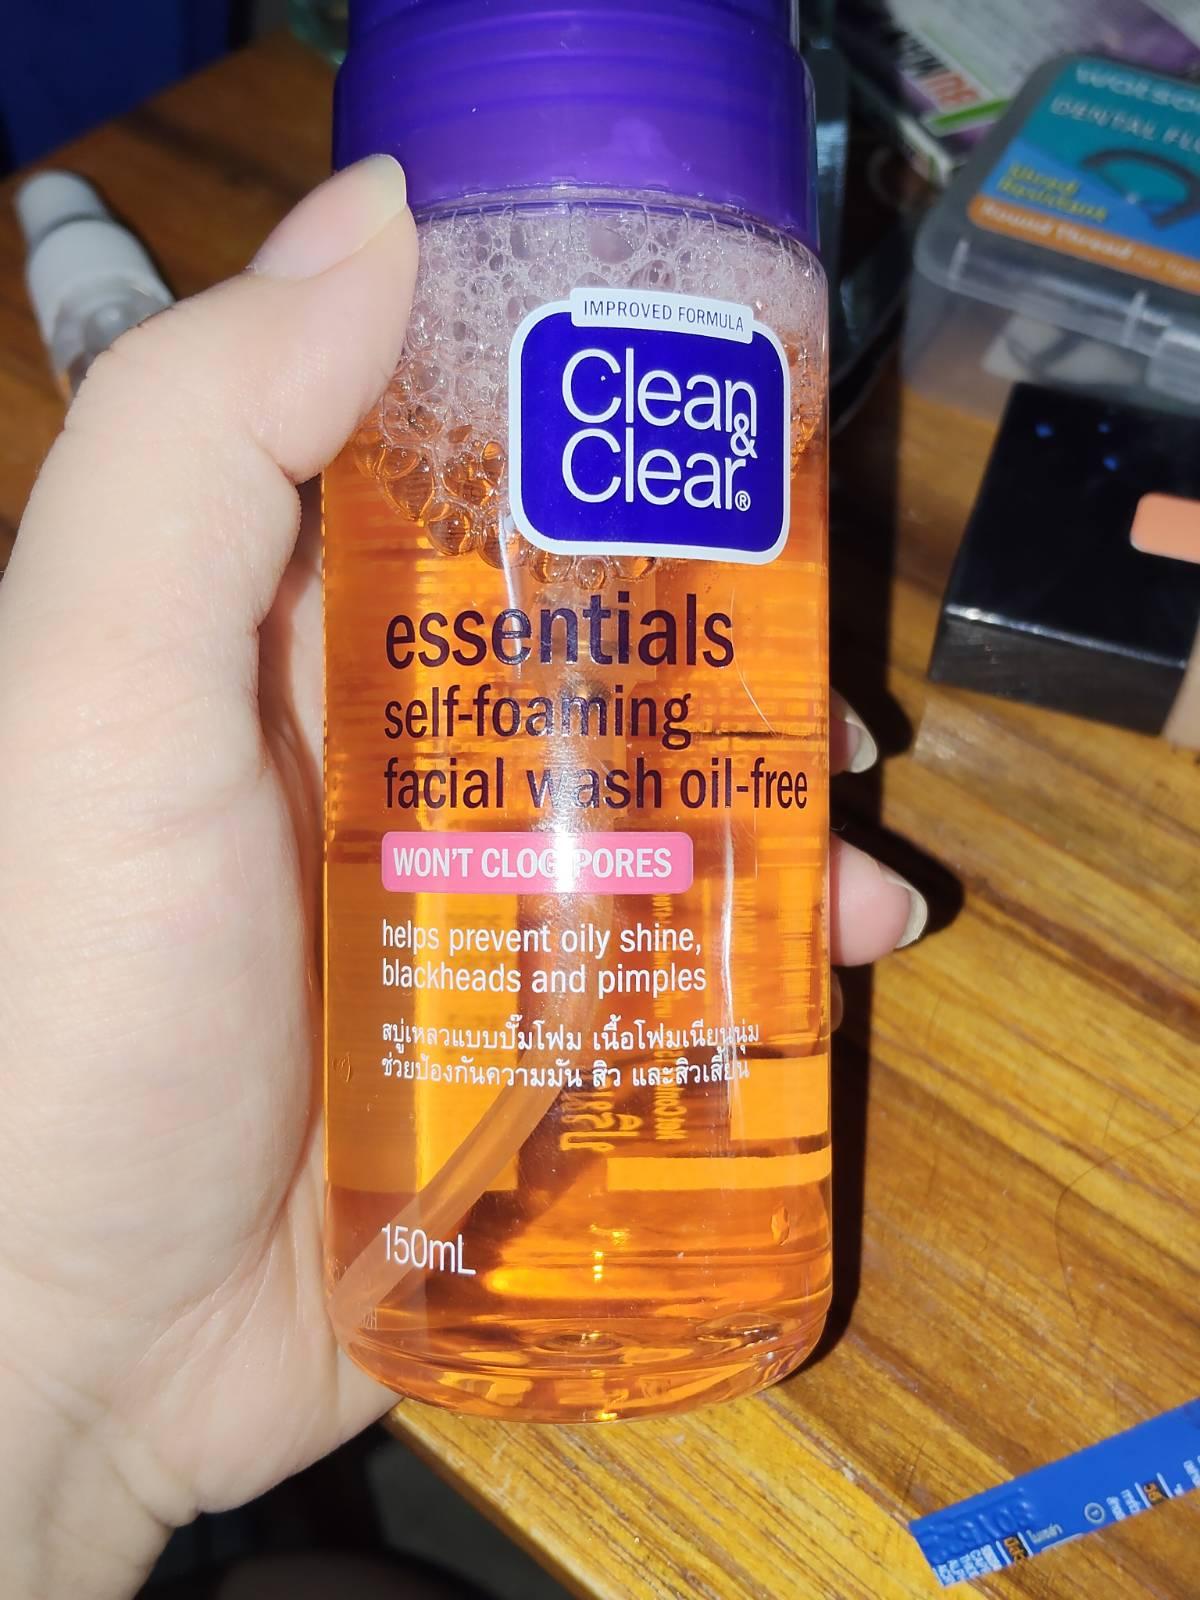 IMPROVED FORMULA
Clean
&
Clear®
essentials
self-foaming
facial wash oil-free
WON'T CLOG PORES
helps prevent oily shine,
blackheads and pimples
สบู่เหลวแบบปั๊มโฟม เนื้อโฟมเนียนนุ่ม
ช่วยป้องกันความมัน สิว และสิวเสี้ยน
150mL
DENTAL
Round Thread